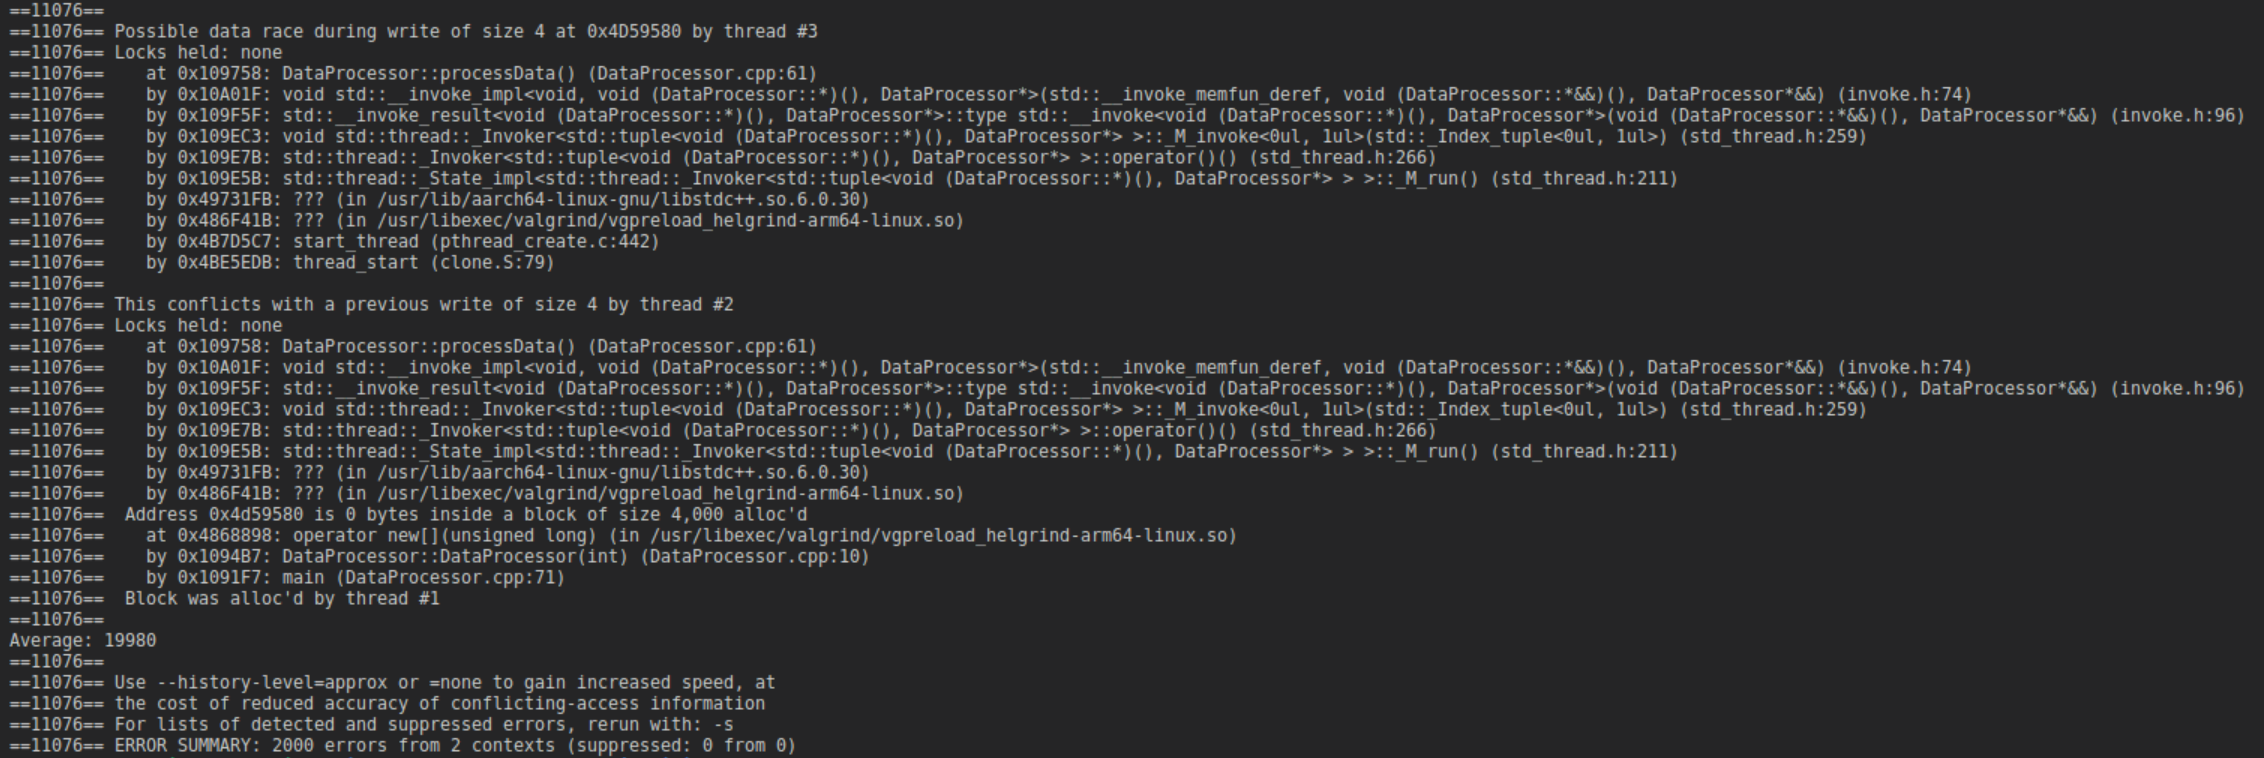 ==11076==
==11076== Possible data race during write of size 4 at 0x4D59580 by thread #3
==11076== Locks held: none
==11076==    at 0x109758: DataProcessor::processData() (DataProcessor.cpp:61)
==11076==    by 0x10A01F: void std::__invoke_impl<void, void (DataProcessor::*)(), DataProcessor*>(std::__invoke_memfun_deref, void (DataProcessor::*&&)(), DataProcessor*&&) (invoke.h:74)
==11076==    by 0x109F5F: std::__invoke_result<void (DataProcessor::*)(), DataProcessor*>::type std::__invoke<void (DataProcessor::*)(), DataProcessor*>(void (DataProcessor::*&&)(), DataProcessor*&&) (invoke.h:96)
==11076==    by 0x109EC3: void std::thread::_Invoker<std::tuple<void (DataProcessor::*)(), DataProcessor*> >::_M_invoke<0ul, 1ul>(std::_Index_tuple<0ul, 1ul>) (std_thread.h:259)
==11076==    by 0x109E7B: std::thread::_Invoker<std::tuple<void (DataProcessor::*)(), DataProcessor*> >::operator()() (std_thread.h:266)
==11076==    by 0x109E5B: std::thread::_State_impl<std::thread::_Invoker<std::tuple<void (DataProcessor::*)(), DataProcessor*> > >::_M_run() (std_thread.h:211)
==11076==    by 0x49731FB: ??? (in /usr/lib/aarch64-linux-gnu/libstdc++.so.6.0.30)
==11076==    by 0x486F41B: ??? (in /usr/libexec/valgrind/vgpreload_helgrind-arm64-linux.so)
==11076==    by 0x4B7D5C7: start_thread (pthread_create.c:442)
==11076==    by 0x4BE5EDB: thread_start (clone.S:79)
==11076==
==11076== This conflicts with a previous write of size 4 by thread #2
==11076== Locks held: none
==11076==    at 0x109758: DataProcessor::processData() (DataProcessor.cpp:61)
==11076==    by 0x10A01F: void std::__invoke_impl<void, void (DataProcessor::*)(), DataProcessor*>(std::__invoke_memfun_deref, void (DataProcessor::*&&)(), DataProcessor*&&) (invoke.h:74)
==11076==    by 0x109F5F: std::__invoke_result<void (DataProcessor::*)(), DataProcessor*>::type std::__invoke<void (DataProcessor::*)(), DataProcessor*>(void (DataProcessor::*&&)(), DataProcessor*&&) (invoke.h:96)
==11076==    by 0x109EC3: void std::thread::_Invoker<std::tuple<void (DataProcessor::*)(), DataProcessor*> >::_M_invoke<0ul, 1ul>(std::_Index_tuple<0ul, 1ul>) (std_thread.h:259)
==11076==    by 0x109E7B: std::thread::_Invoker<std::tuple<void (DataProcessor::*)(), DataProcessor*> >::operator()() (std_thread.h:266)
==11076==    by 0x109E5B: std::thread::_State_impl<std::thread::_Invoker<std::tuple<void (DataProcessor::*)(), DataProcessor*> > >::_M_run() (std_thread.h:211)
==11076==    by 0x49731FB: ??? (in /usr/lib/aarch64-linux-gnu/libstdc++.so.6.0.30)
==11076==    by 0x486F41B: ??? (in /usr/libexec/valgrind/vgpreload_helgrind-arm64-linux.so)
==11076==  Address 0x4d59580 is 0 bytes inside a block of size 4,000 alloc'd
==11076==    at 0x4868898: operator new[](unsigned long) (in /usr/libexec/valgrind/vgpreload_helgrind-arm64-linux.so)
==11076==    by 0x1094B7: DataProcessor::DataProcessor(int) (DataProcessor.cpp:10)
==11076==    by 0x1091F7: main (DataProcessor.cpp:71)
==11076==  Block was alloc'd by thread #1
==11076==
Average: 19980
==11076==
==11076== Use --history-level=approx or =none to gain increased speed, at
==11076== the cost of reduced accuracy of conflicting-access information
==11076== For lists of detected and suppressed errors, rerun with: -s
==11076== ERROR SUMMARY: 2000 errors from 2 contexts (suppressed: 0 from 0)